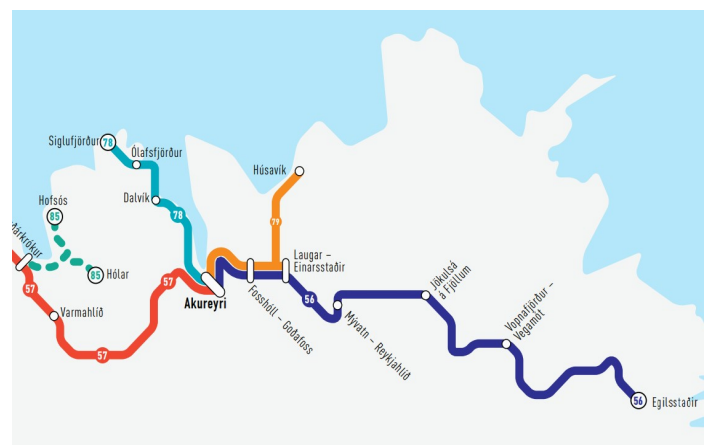 Siglufjörður
78
Ólafsfjörður
Húsavík
Hofsós
85
Dalvík
78
79
Hólar
85
Laugar –
Einarsstaðir
57
57
Akureyri
Fosshóll – Goðafoss
56
Jökulsá
á Fjöllum
Varmahlíð
Mývatn – Reykjahlíð
Vopnafjörður –
Vegamót
57
56
Egilsstaðir